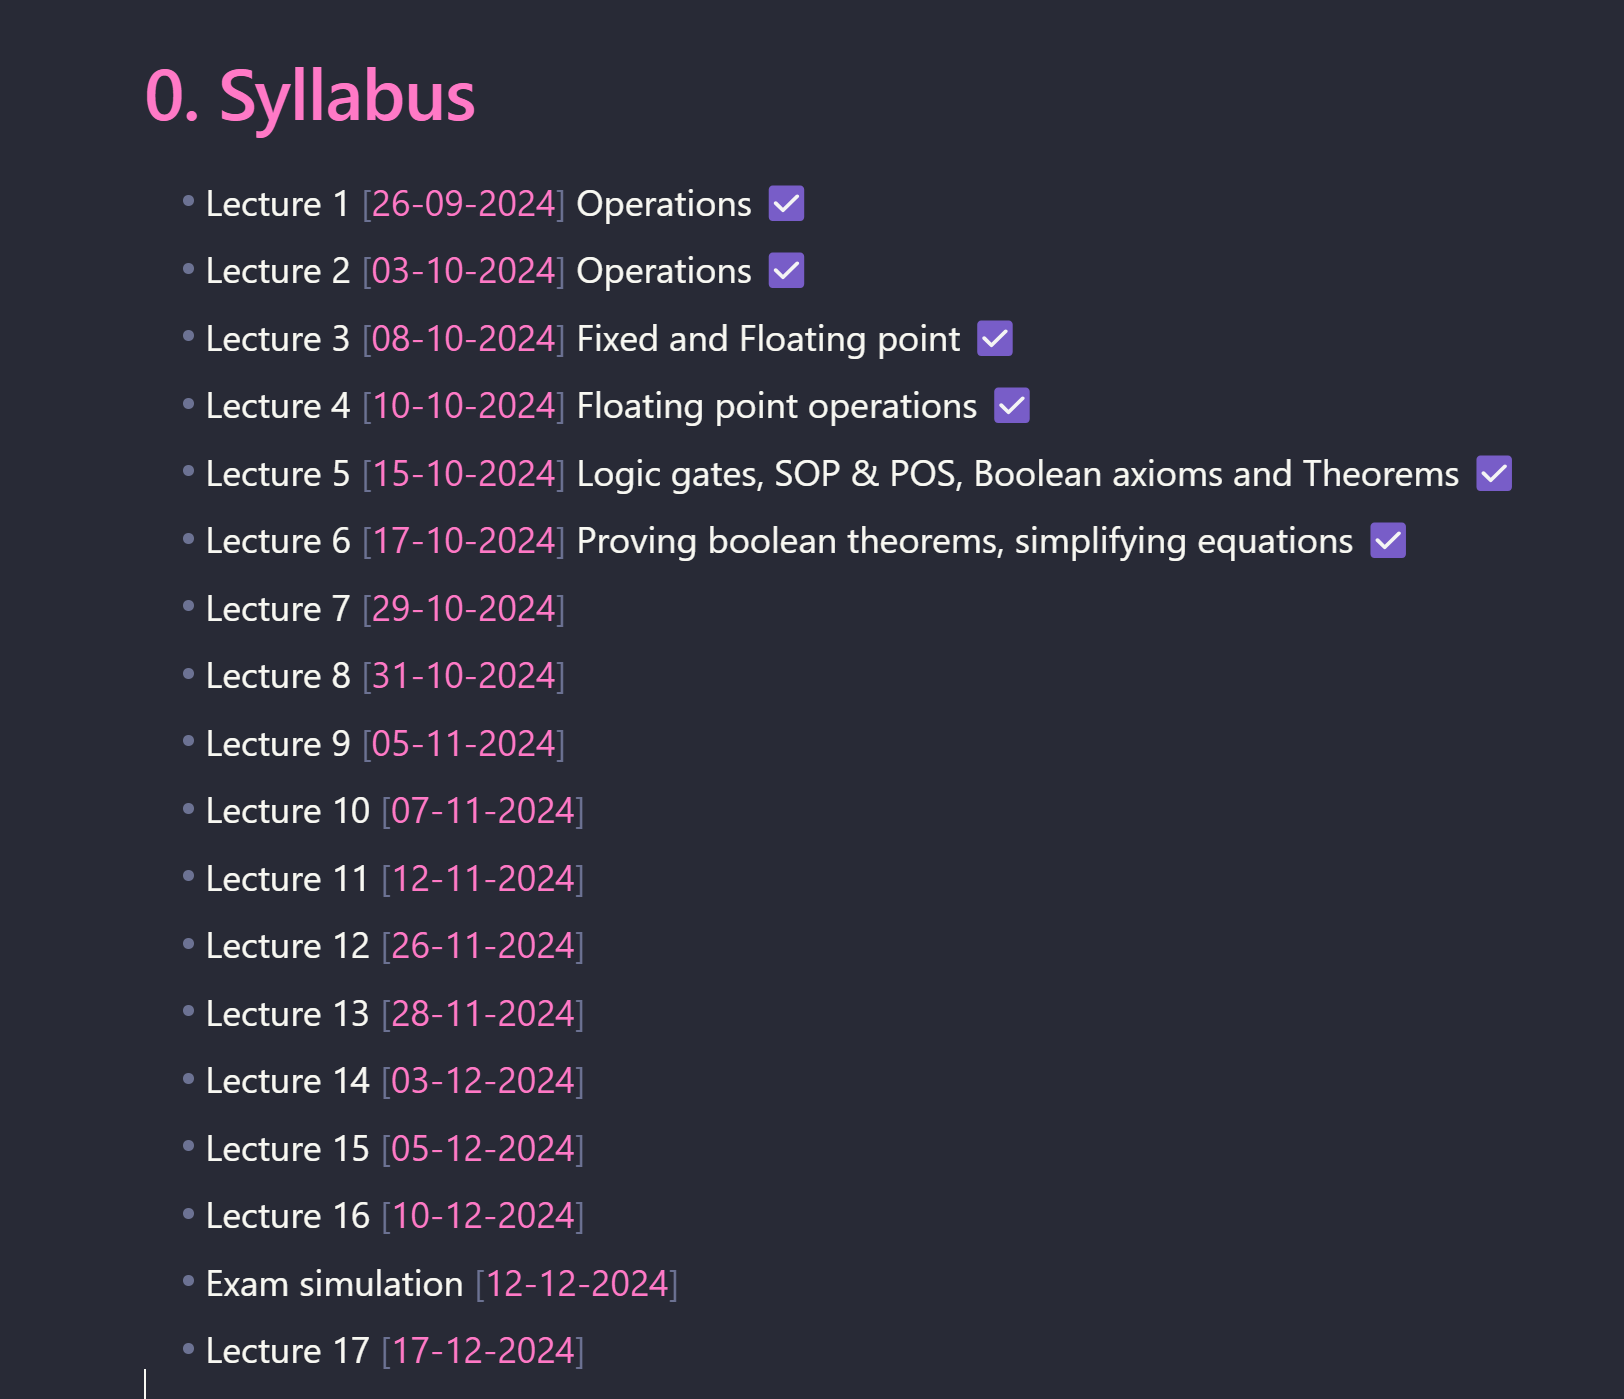 0. Syllabus
• Lecture 1 [26-09-2024] Operations ☑
• Lecture 2 [03-10-2024] Operations ☑
• Lecture 3 [08-10-2024] Fixed and Floating point ☑
• Lecture 4 [10-10-2024] Floating point operations ☑
• Lecture 5 [15-10-2024] Logic gates, SOP & POS, Boolean axioms and Theorems ☑
• Lecture 6 [17-10-2024] Proving boolean theorems, simplifying equations ☑
• Lecture 7 [29-10-2024]
• Lecture 8 [31-10-2024]
• Lecture 9 [05-11-2024]
• Lecture 10 [07-11-2024]
• Lecture 11 [12-11-2024]
• Lecture 12 [26-11-2024]
• Lecture 13 [28-11-2024]
• Lecture 14 [03-12-2024]
• Lecture 15 [05-12-2024]
• Lecture 16 [10-12-2024]
• Exam simulation [12-12-2024]
• Lecture 17 [17-12-2024]